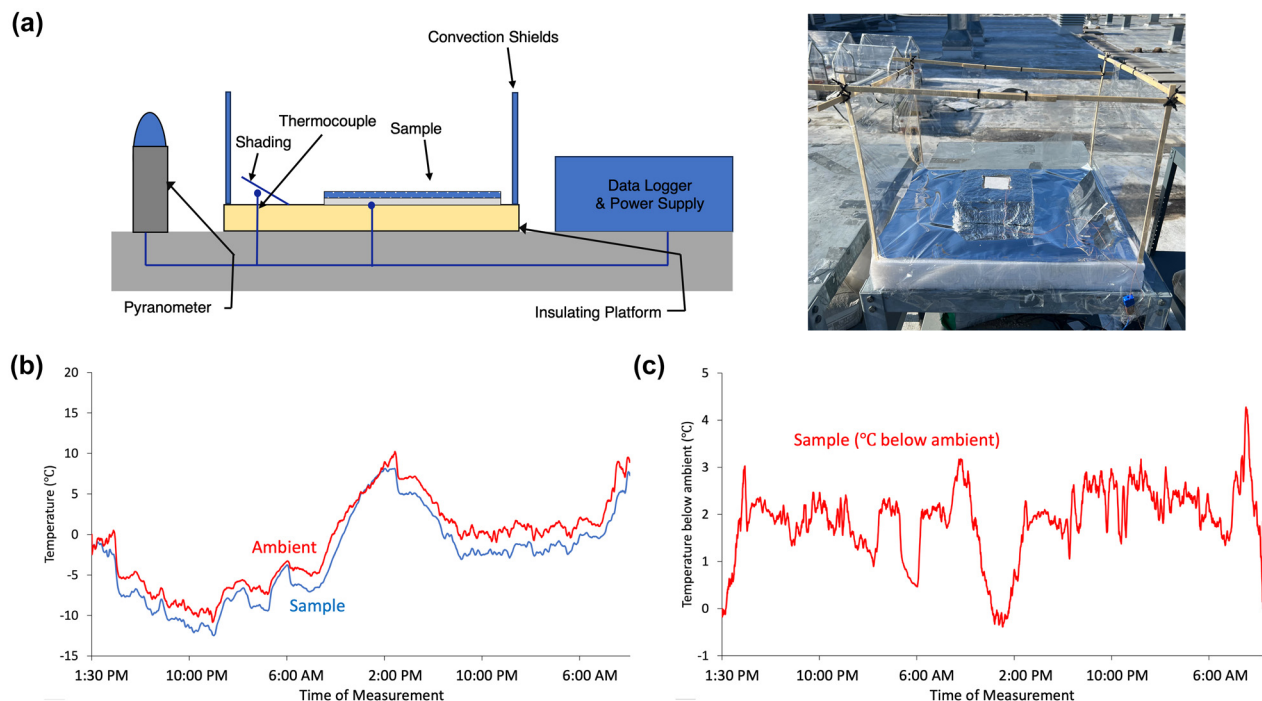 (a)
Convection Shields
Thermocouple
Shading
Sample
Data Logger
& Power Supply
Pyranometer
Insulating Platform
(b)
20
15
10
5
0
-5
-10
-15
Temperature (°C)
Ambient
Sample
1:30 PM
10:00 PM
6:00 AM
2:00 PM
10:00 PM
6:00 AM
Time of Measurement
(c)
5
4
3
2
1
0
-1
Temperature below ambient (°C)
Sample (℃ below ambient)
1:30 PM
10:00 PM
6:00 AM
2:00 PM
10:00 PM
6:00 AM
Time of Measurement